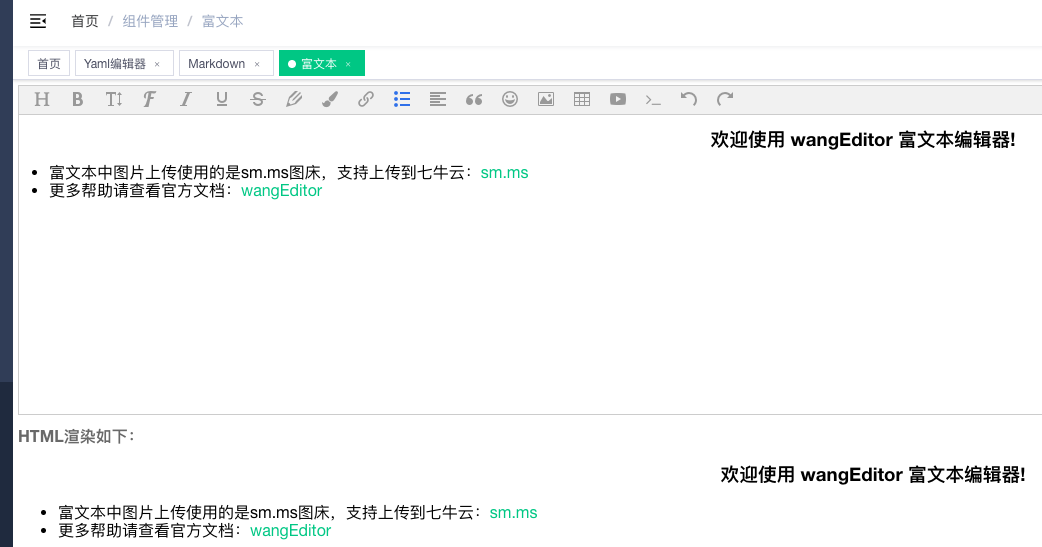 首页 / 组件管理 / 富文本
首页 Yaml编辑器 × Markdown × 富文本 ×
欢迎使用 wangEditor 富文本编辑器!
• 富文本中图片上传使用的是sm.ms图床，支持上传到七牛云：sm.ms
• 更多帮助请查看官方文档：wangEditor
HTML渲染如下：
欢迎使用 wangEditor 富文本编辑器!
• 富文本中图片上传使用的是sm.ms图床，支持上传到七牛云：sm.ms
• 更多帮助请查看官方文档：wangEditor